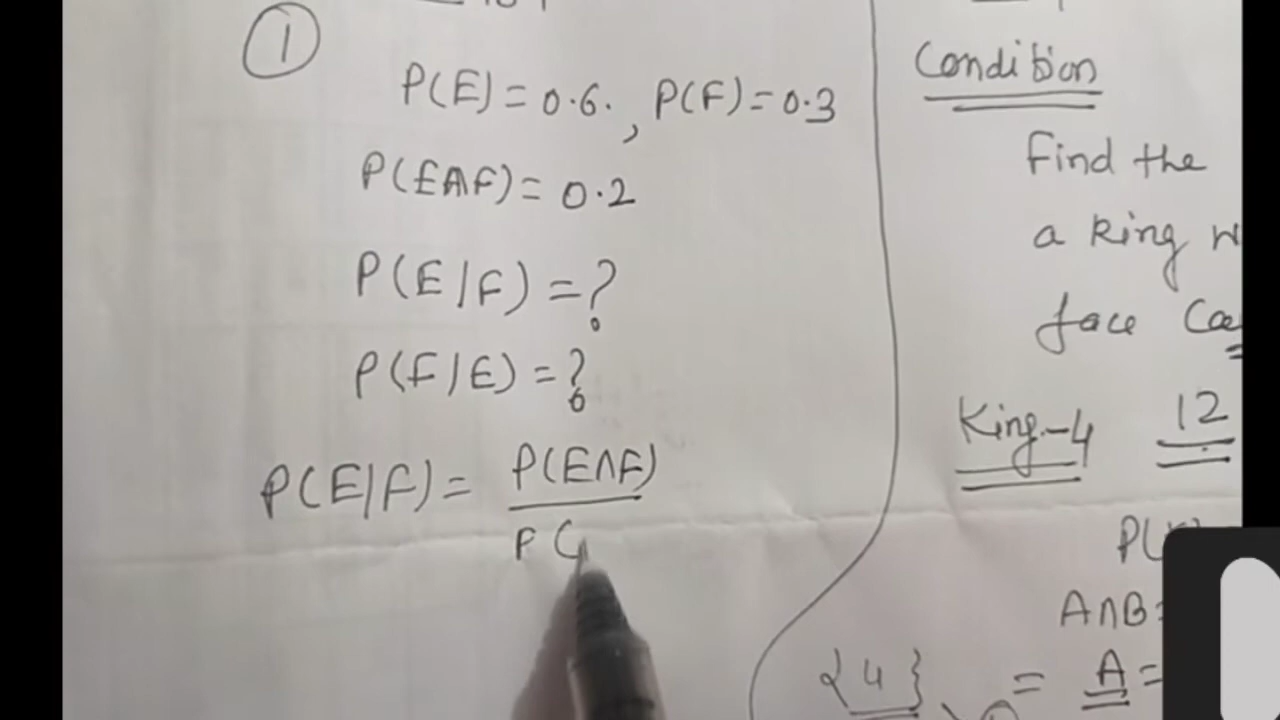 1
P(E) = 0.6. , P(F) = 0.3
P(E∩F) = 0.2
P(E/F) = ?
P(F/E) = ?
P(E/F) = P(E∩F)
P(
Condition
Find the
a King
face
King-4 12
A∩B =
{4} = A =